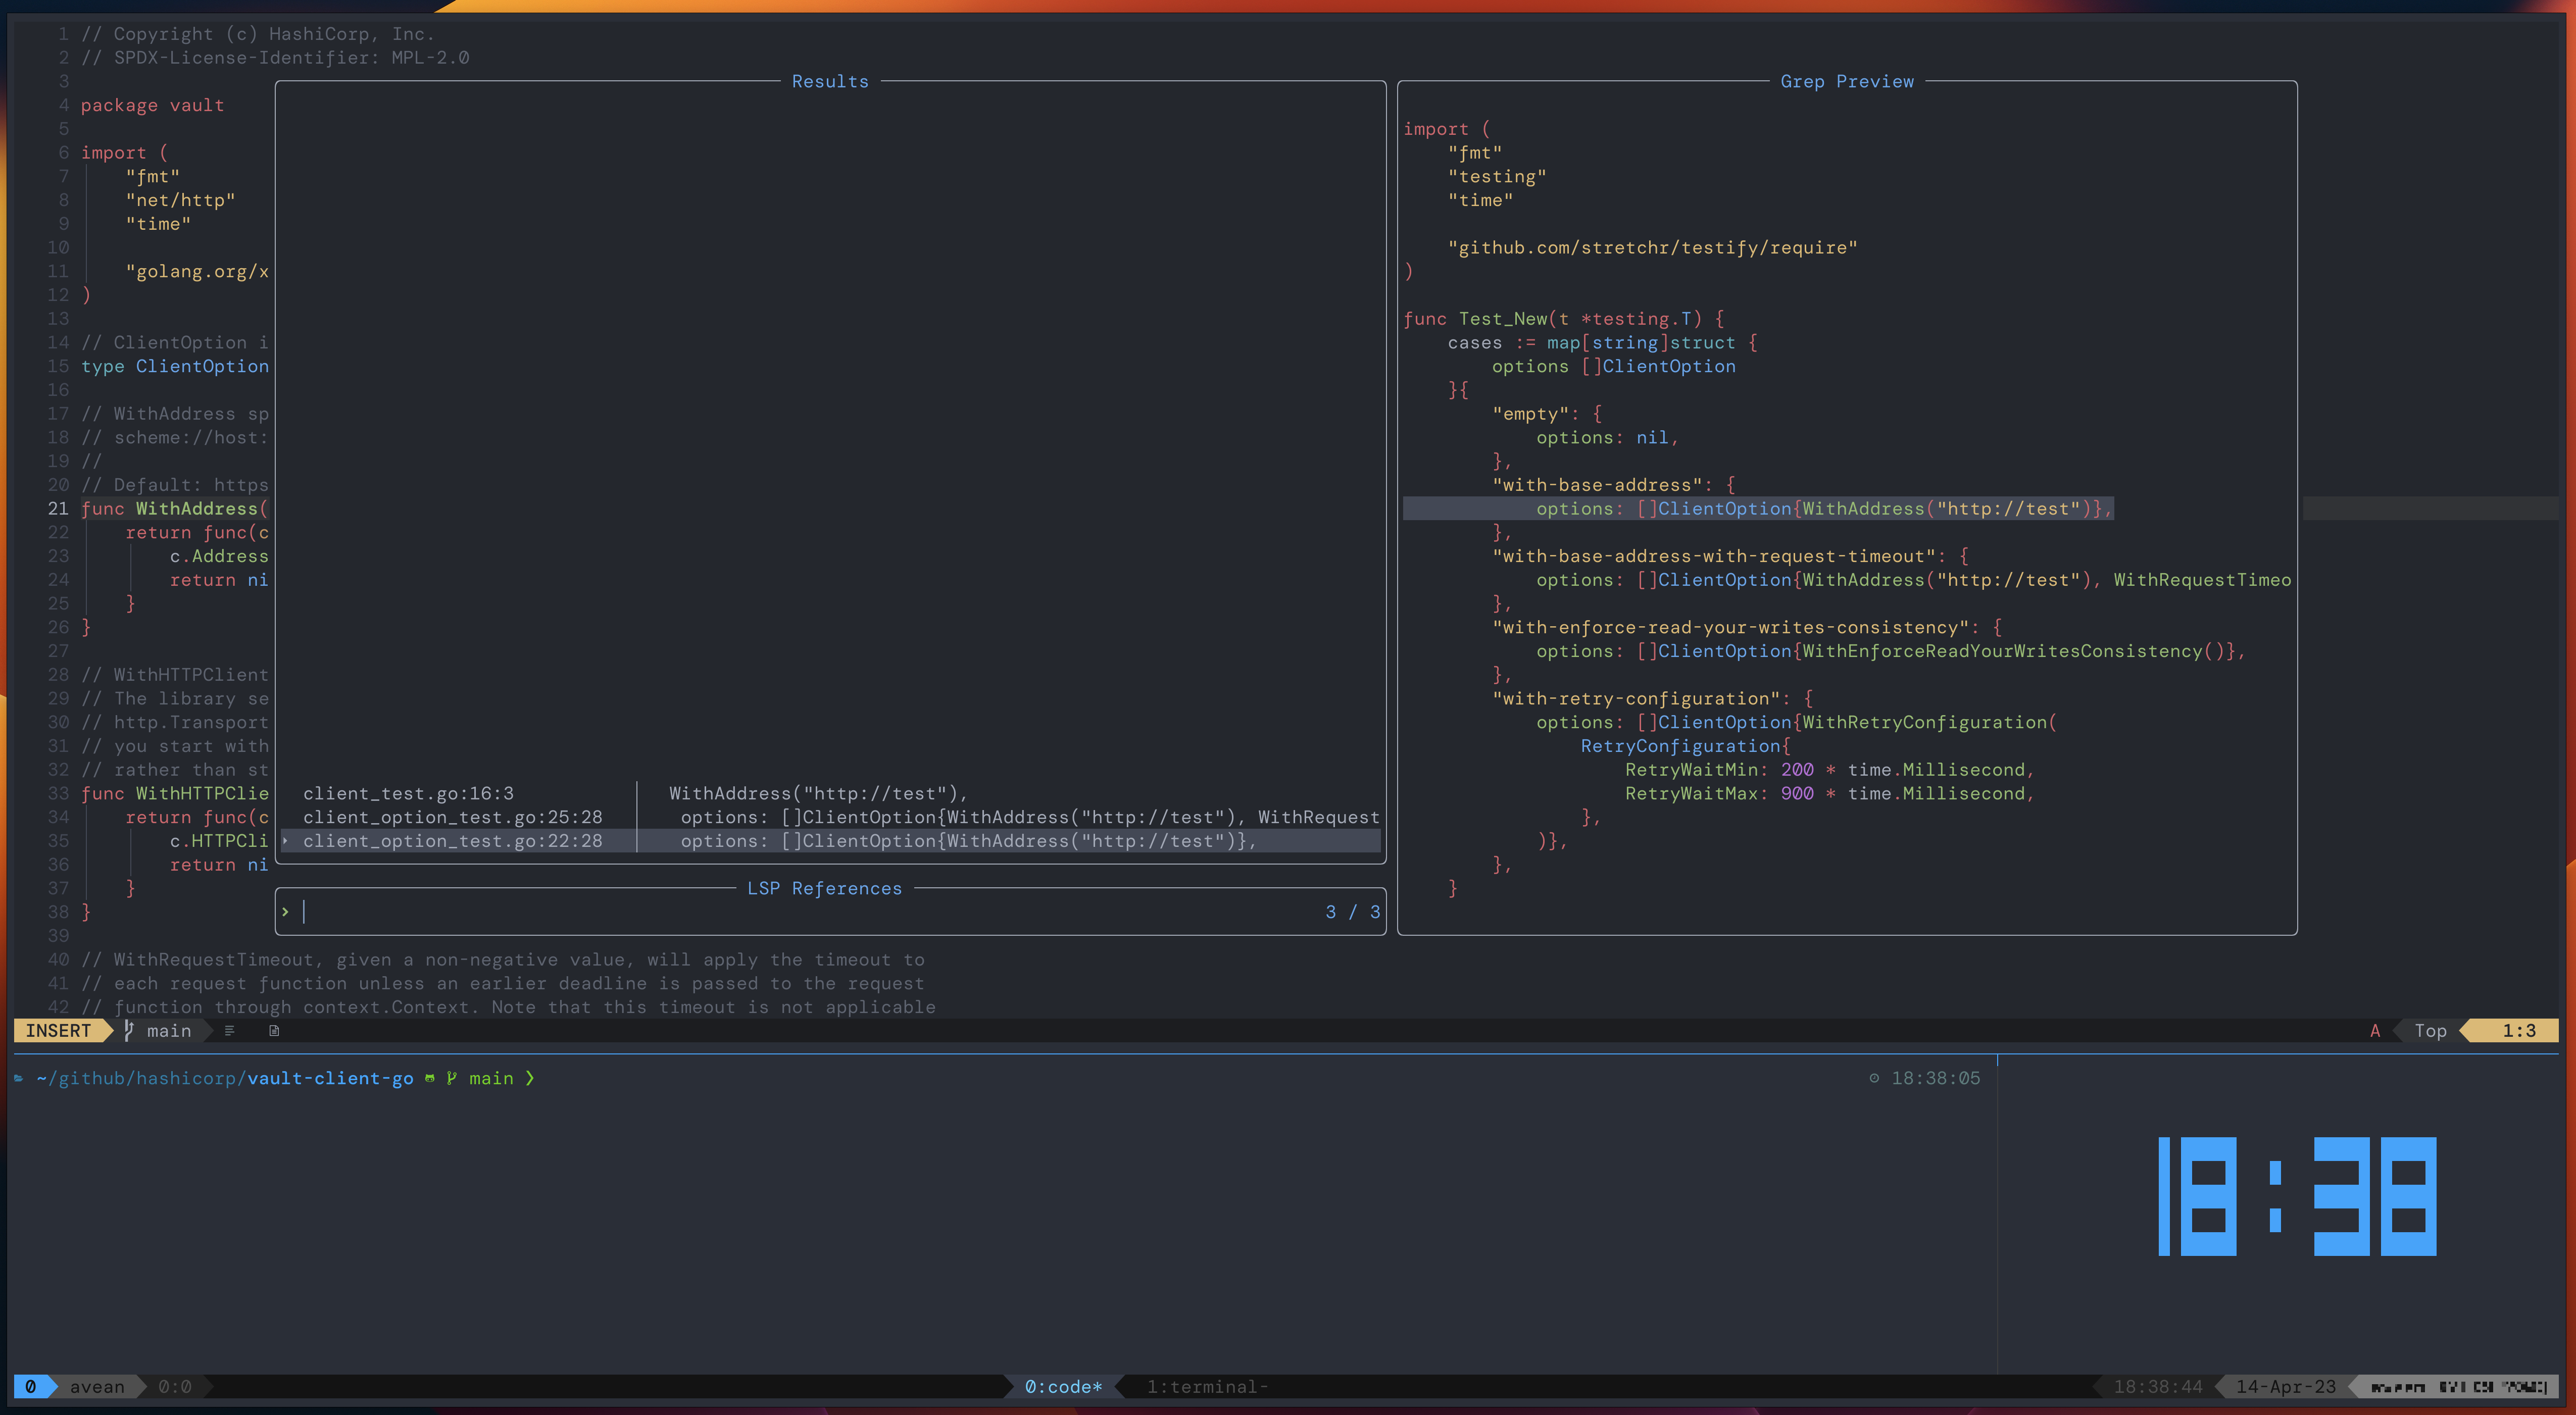 1 // Copyright (c) HashiCorp, Inc.
2 // SPDX-License-Identifier: MPL-2.0
3
4 package vault
5
6 import (
7 "fmt"
8 "net/http"
9 "time"
10
11 "golang.org/x
12 )
13
14 // ClientOption i
15 type ClientOption
16
17 // WithAddress sp
18 // scheme://host:
19 //
20 // Default: https
21 func WithAddress(
22 return func(c
23 c.Address
24 return ni
25 }
26 }
27
28 // WithHTTPClient
29 // The library se
30 // http.Transport
31 // you start with
32 // rather than st
33 func WithHTTPClie
34 return func(c
35 c.HTTPCli
36 return ni
37 }
38 }
39
40 // WithRequestTimeout, given a non-negative value, will apply the timeout to
41 // each request function unless an earlier deadline is passed to the request
42 // function through context.Context. Note that this timeout is not applicable
Results
client_test.go:16:3 │ WithAddress("http://test"),
client_option_test.go:25:28 │ options: []ClientOption{WithAddress("http://test"), WithRequest
client_option_test.go:22:28 │ options: []ClientOption{WithAddress("http://test")},
LSP References
> 3 / 3
Grep Preview
import (
"fmt"
"testing"
"time"
"github.com/stretchr/testify/require"
)
func Test_New(t *testing.T) {
cases := map[string]struct {
options []ClientOption
}{
"empty": {
options: nil,
},
"with-base-address": {
options: []ClientOption{WithAddress("http://test")},
},
"with-base-address-with-request-timeout": {
options: []ClientOption{WithAddress("http://test"), WithRequestTimeo
},
"with-enforce-read-your-writes-consistency": {
options: []ClientOption{WithEnforceReadYourWritesConsistency()},
},
"with-retry-configuration": {
options: []ClientOption{WithRetryConfiguration(
RetryConfiguration{
RetryWaitMin: 200 * time.Millisecond,
RetryWaitMax: 900 * time.Millisecond,
},
)},
},
}
INSERT main A Top 1:3
~/github/hashicorp/vault-client-go main ❯ 18:38:05
18:38
0 avean 0:0 0:code* 1:terminal- 18:38:44 14-Apr-23